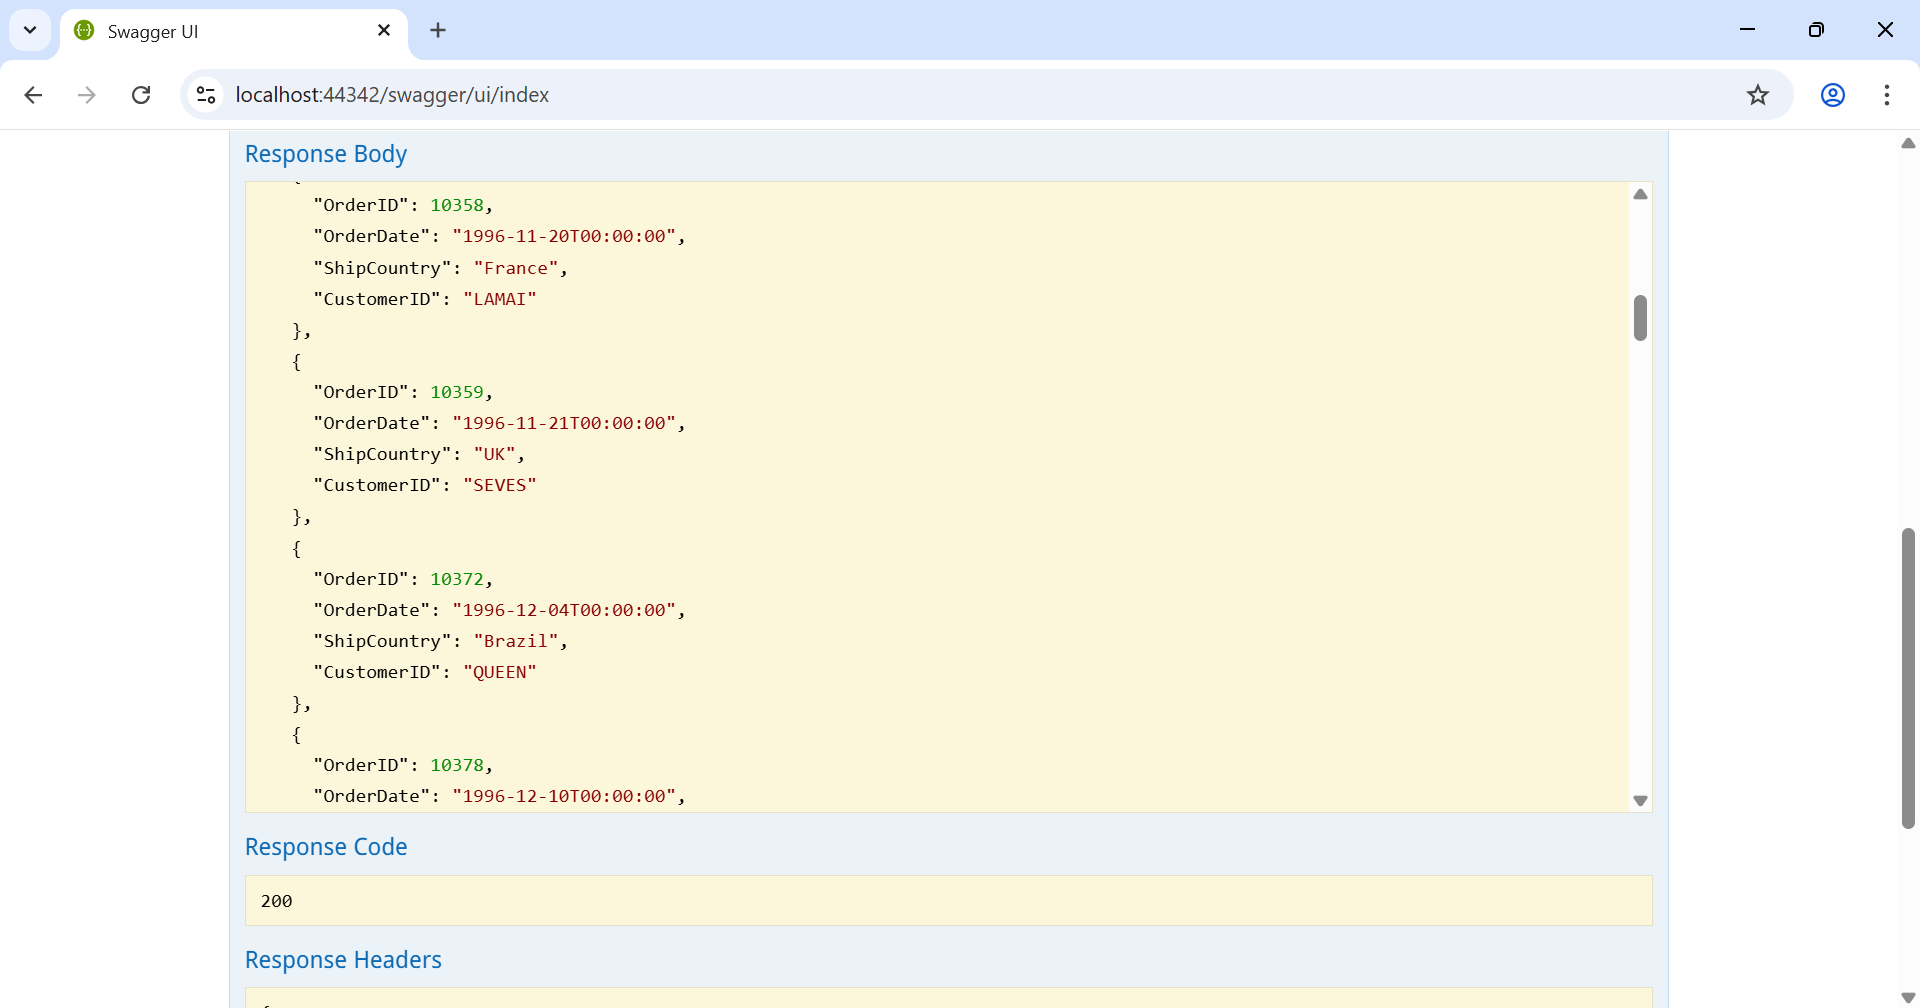 Swagger UI
localhost:44342/swagger/ui/index
Response Body
"OrderID": 10358,
"OrderDate": "1996-11-20T00:00:00",
"ShipCountry": "France",
"CustomerID": "LAMAI"
},
{
"OrderID": 10359,
"OrderDate": "1996-11-21T00:00:00",
"ShipCountry": "UK",
"CustomerID": "SEVES"
},
{
"OrderID": 10372,
"OrderDate": "1996-12-04T00:00:00",
"ShipCountry": "Brazil",
"CustomerID": "QUEEN"
},
{
"OrderID": 10378,
"OrderDate": "1996-12-10T00:00:00",
Response Code
200
Response Headers